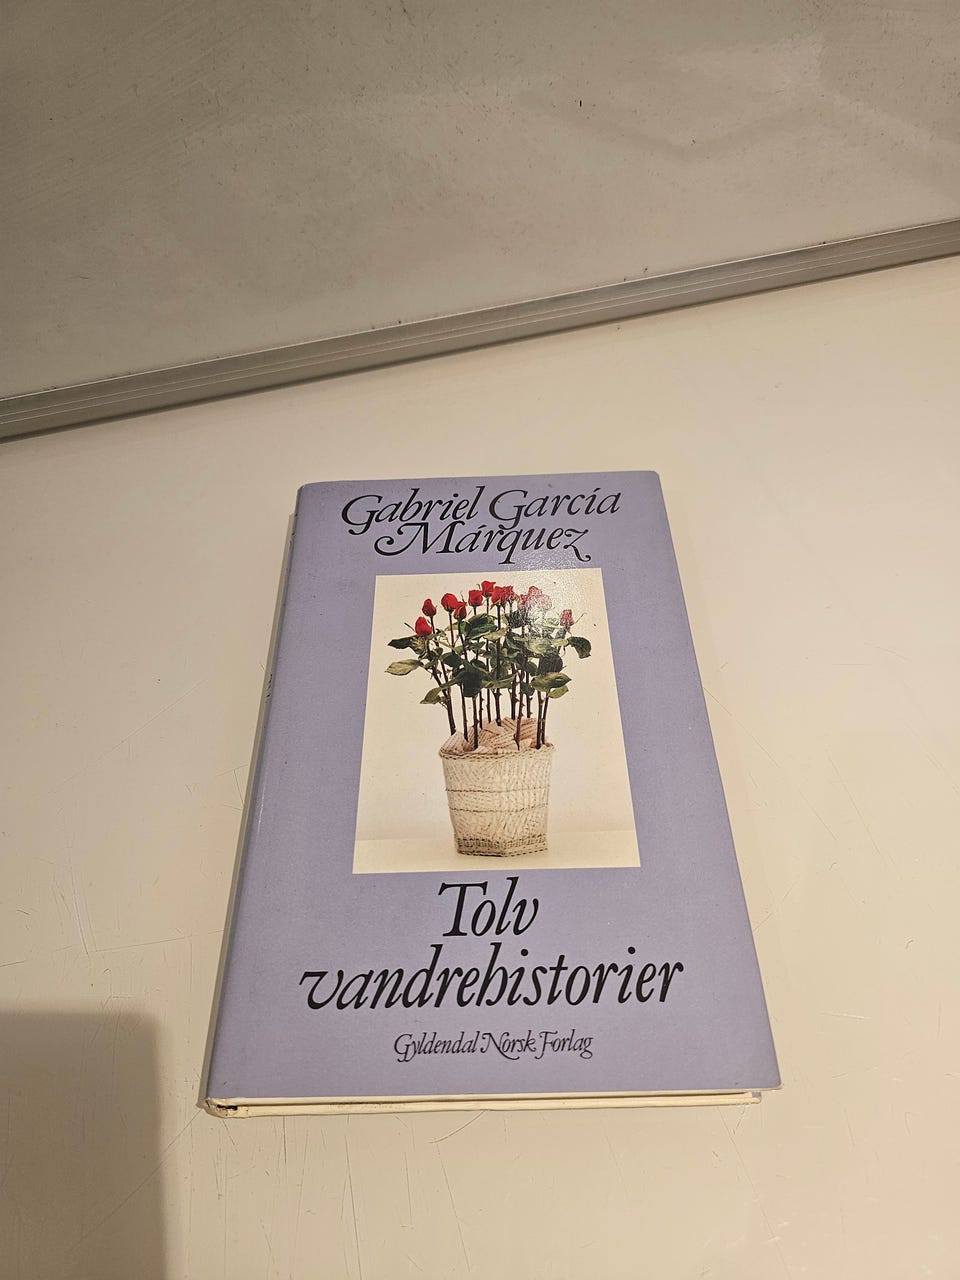 Gabriel García
Márquez
Tolv
vandrehistorier
Gyldendal Norsk Forlag